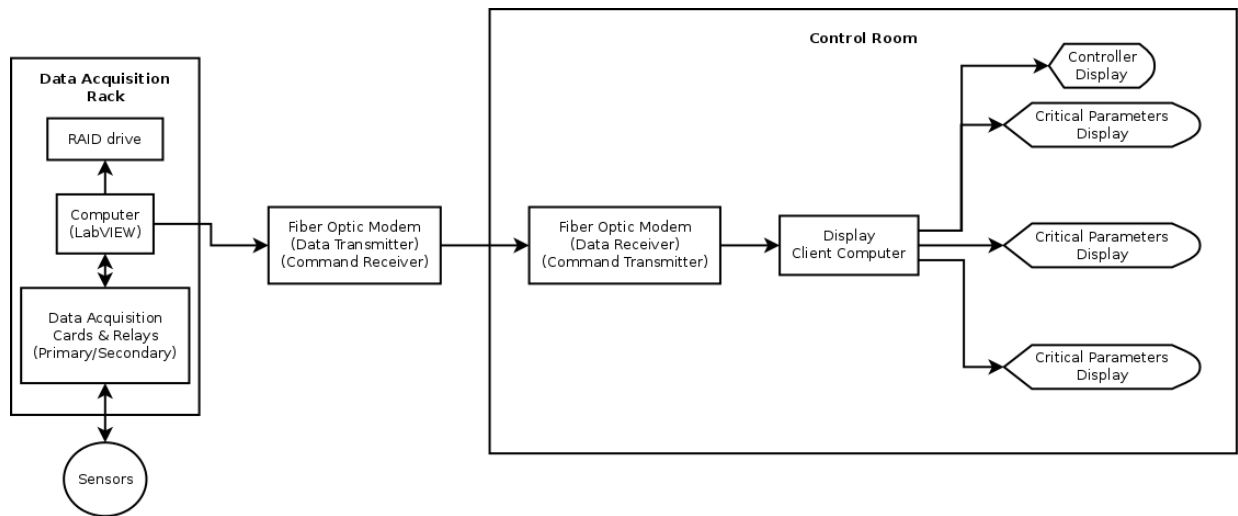 Data Acquisition
Rack
RAID drive
Computer
(LabVIEW)
Data Acquisition
Cards & Relays
(Primary/Secondary)
Sensors
Fiber Optic Modem
(Data Transmitter)
(Command Receiver)
Control Room
Fiber Optic Modem
(Data Receiver)
(Command Transmitter)
Display
Client Computer
Controller
Display
Critical Parameters
Display
Critical Parameters
Display
Critical Parameters
Display